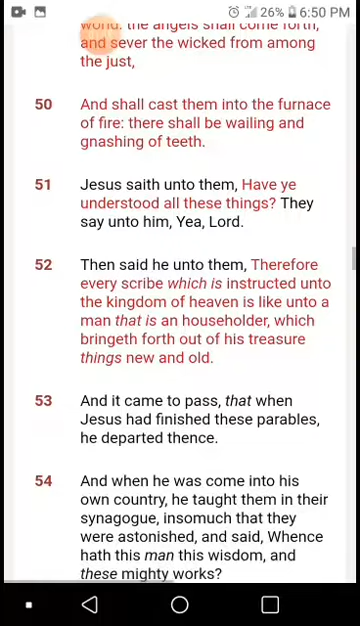 26% 6:50 PM
world: the angels shall come forth,
and sever the wicked from among
the just,
50 And shall cast them into the furnace
of fire: there shall be wailing and
gnashing of teeth.
51 Jesus saith unto them, Have ye
understood all these things? They
say unto him, Yea, Lord.
52 Then said he unto them, Therefore
every scribe which is instructed unto
the kingdom of heaven is like unto a
man that is an householder, which
bringeth forth out of his treasure
things new and old.
53 And it came to pass, that when
Jesus had finished these parables,
he departed thence.
54 And when he was come into his
own country, he taught them in their
synagogue, insomuch that they
were astonished, and said, Whence
hath this man this wisdom, and
these mighty works?